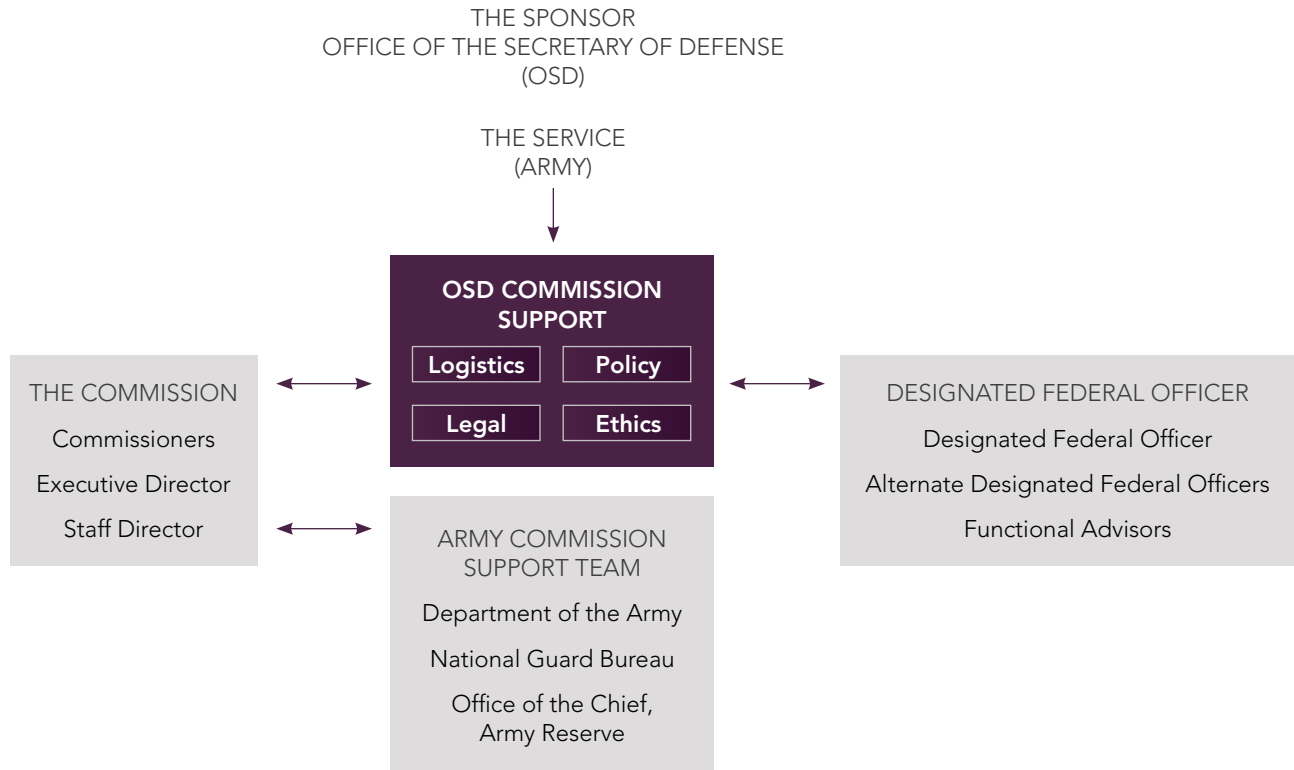 THE SPONSOR
OFFICE OF THE SECRETARY OF DEFENSE
(OSD)
THE SERVICE
(ARMY)
OSD COMMISSION
SUPPORT
Logistics
Policy
Legal
Ethics
THE COMMISSION
Commissioners
Executive Director
Staff Director
DESIGNATED FEDERAL OFFICER
Designated Federal Officer
Alternate Designated Federal Officers
Functional Advisors
ARMY COMMISSION
SUPPORT TEAM
Department of the Army
National Guard Bureau
Office of the Chief,
Army Reserve